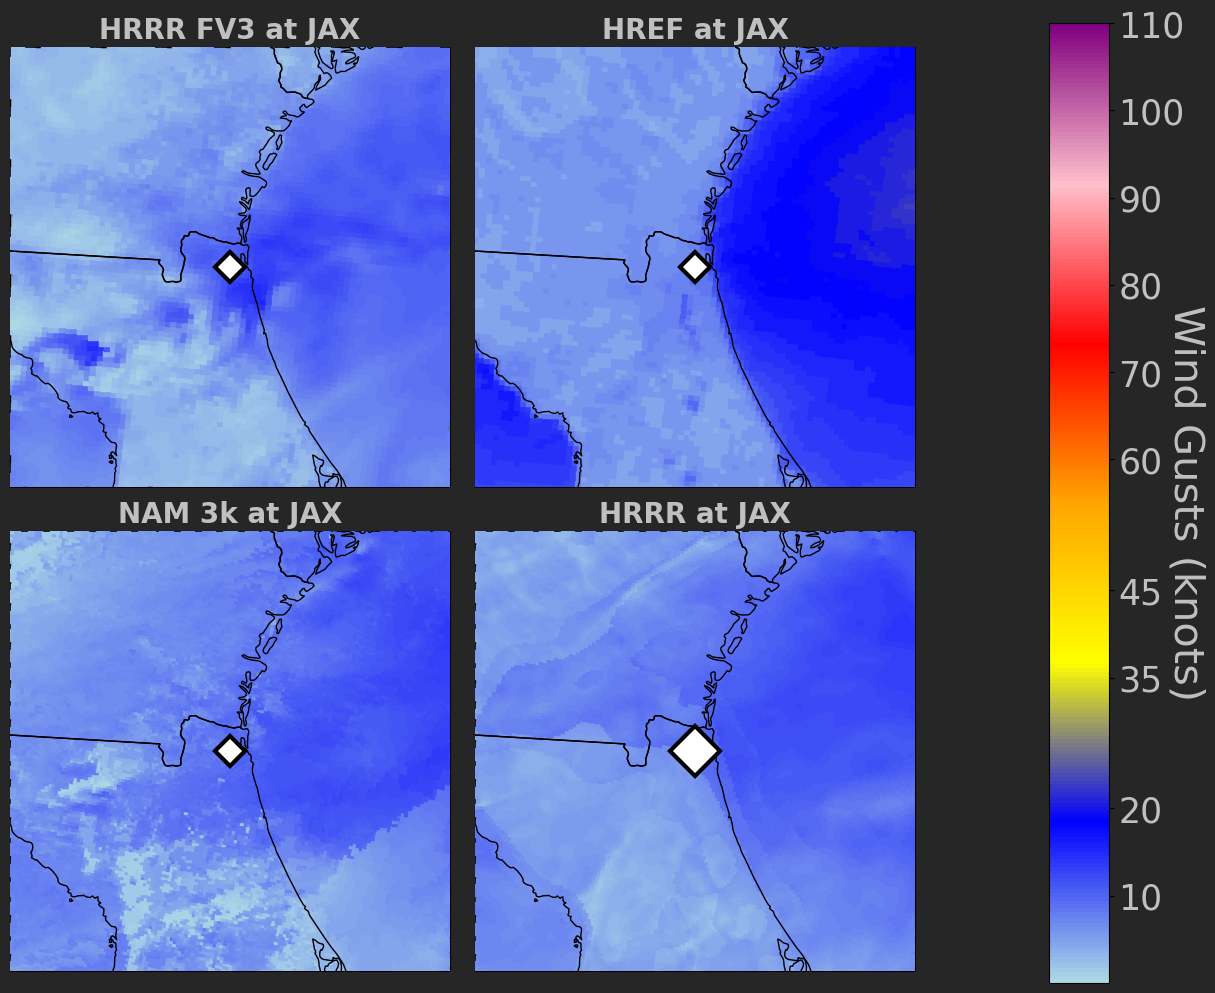 HRRR FV3 at JAX
HREF at JAX
NAM 3k at JAX
HRRR at JAX
110
100
90
80
70
60
45
35
20
10
Wind Gusts (knots)